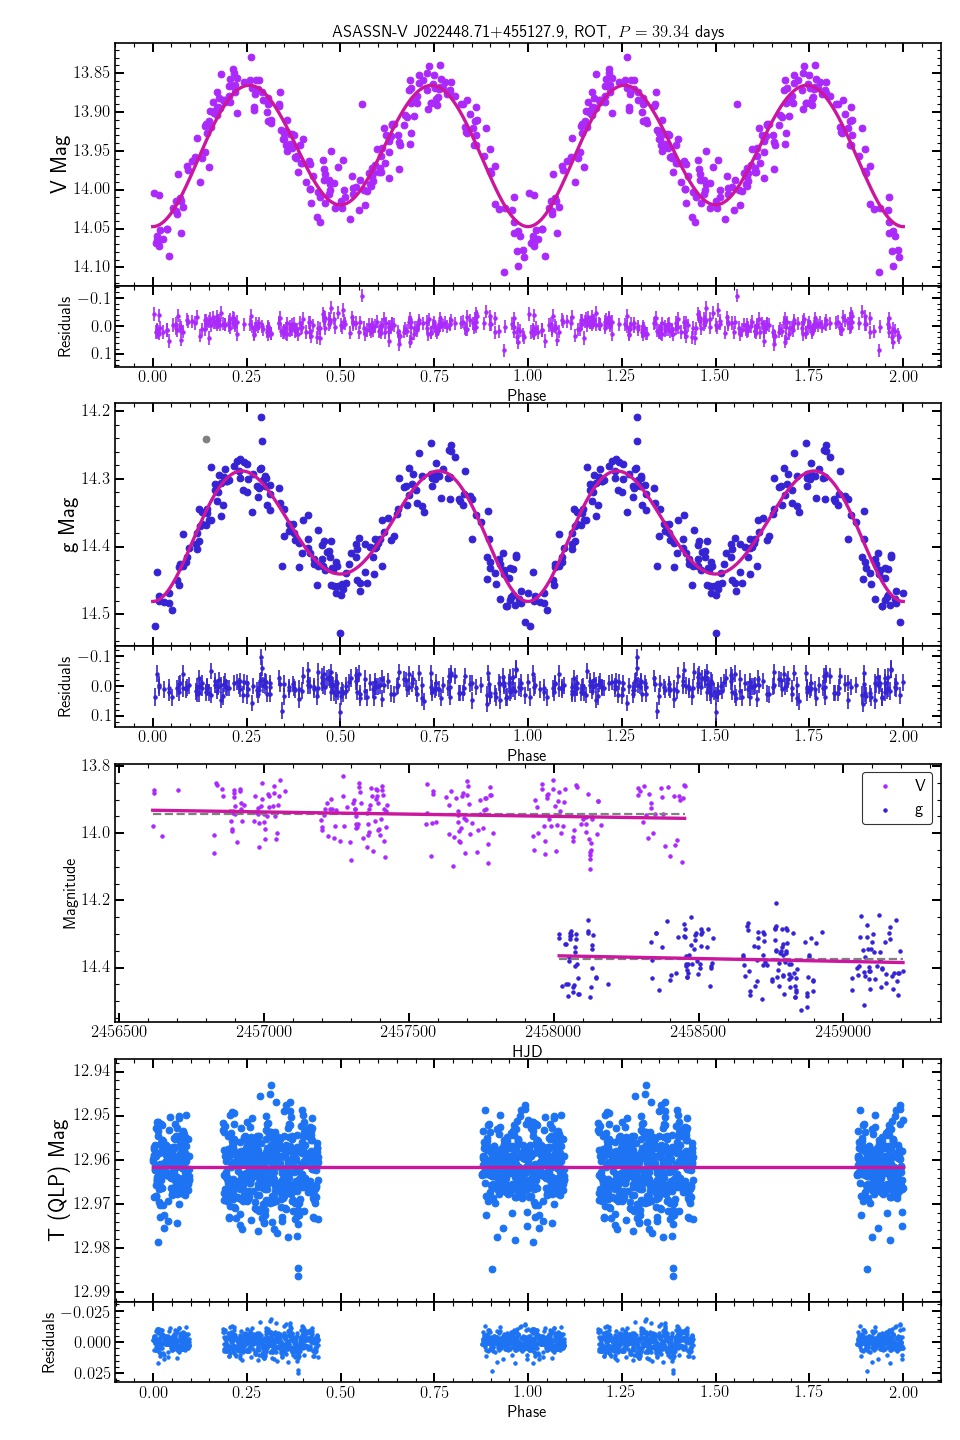 ASASSN-V J022448.71+455127.9, ROT, P = 39.34 days
V Mag
13.85
13.90
13.95
14.00
14.05
14.10
Residuals
−0.1
0.0
0.1
0.00 0.25 0.50 0.75 1.00 1.25 1.50 1.75 2.00
Phase
g Mag
14.2
14.3
14.4
14.5
Residuals
−0.1
0.0
0.1
0.00 0.25 0.50 0.75 1.00 1.25 1.50 1.75 2.00
Phase
Magnitude
13.8
14.0
14.2
14.4
V
g
2456500 2457000 2457500 2458000 2458500 2459000
HJD
T (QLP) Mag
12.94
12.95
12.96
12.97
12.98
12.99
Residuals
−0.025
0.000
0.025
0.00 0.25 0.50 0.75 1.00 1.25 1.50 1.75 2.00
Phase